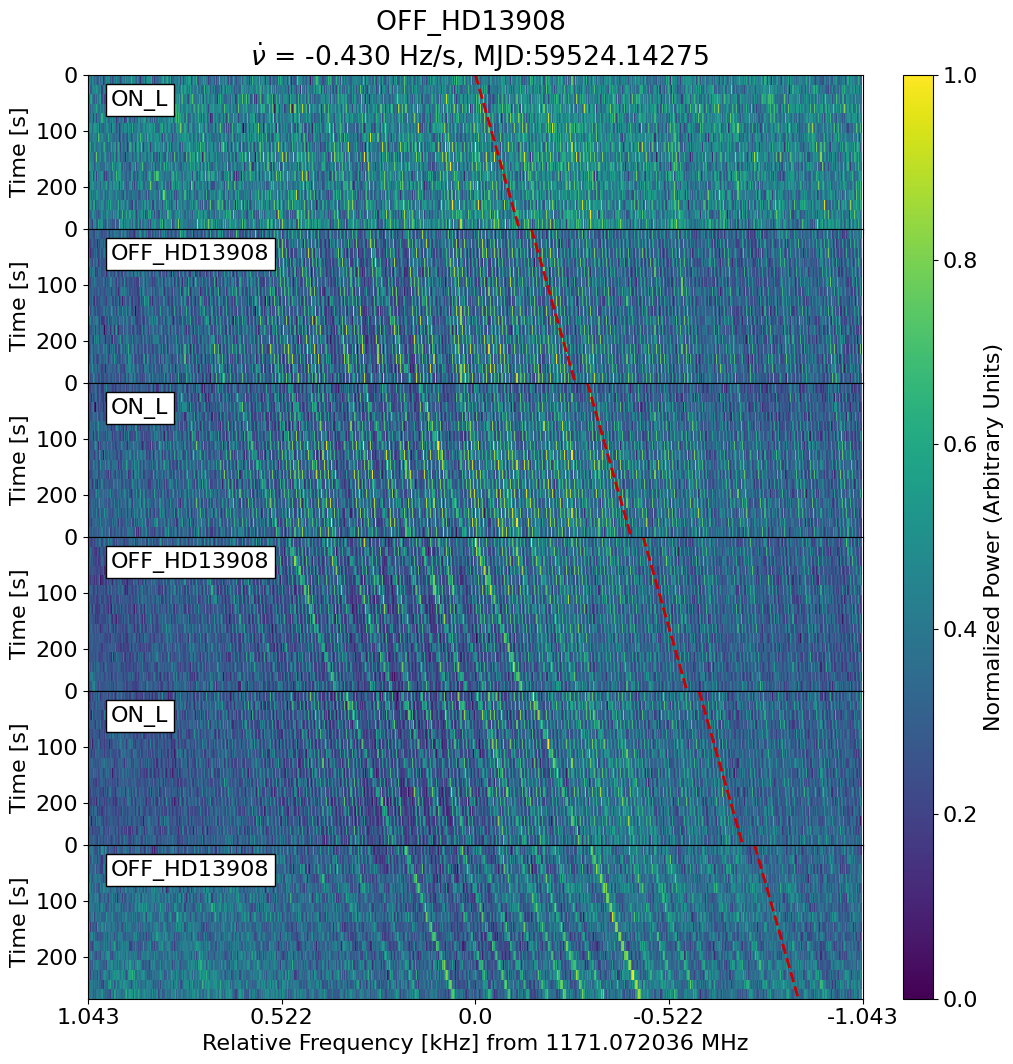 OFF_HD13908
ν̇ = -0.430 Hz/s, MJD:59524.14275
0
100
200
Time [s]
ON_L
0
100
200
Time [s]
OFF_HD13908
0
100
200
Time [s]
ON_L
0
100
200
Time [s]
OFF_HD13908
0
100
200
Time [s]
ON_L
0
100
200
Time [s]
OFF_HD13908
1.043 0.522 0.0 -0.522 -1.043
Relative Frequency [kHz] from 1171.072036 MHz
1.0
0.8
0.6
0.4
0.2
0.0
Normalized Power (Arbitrary Units)